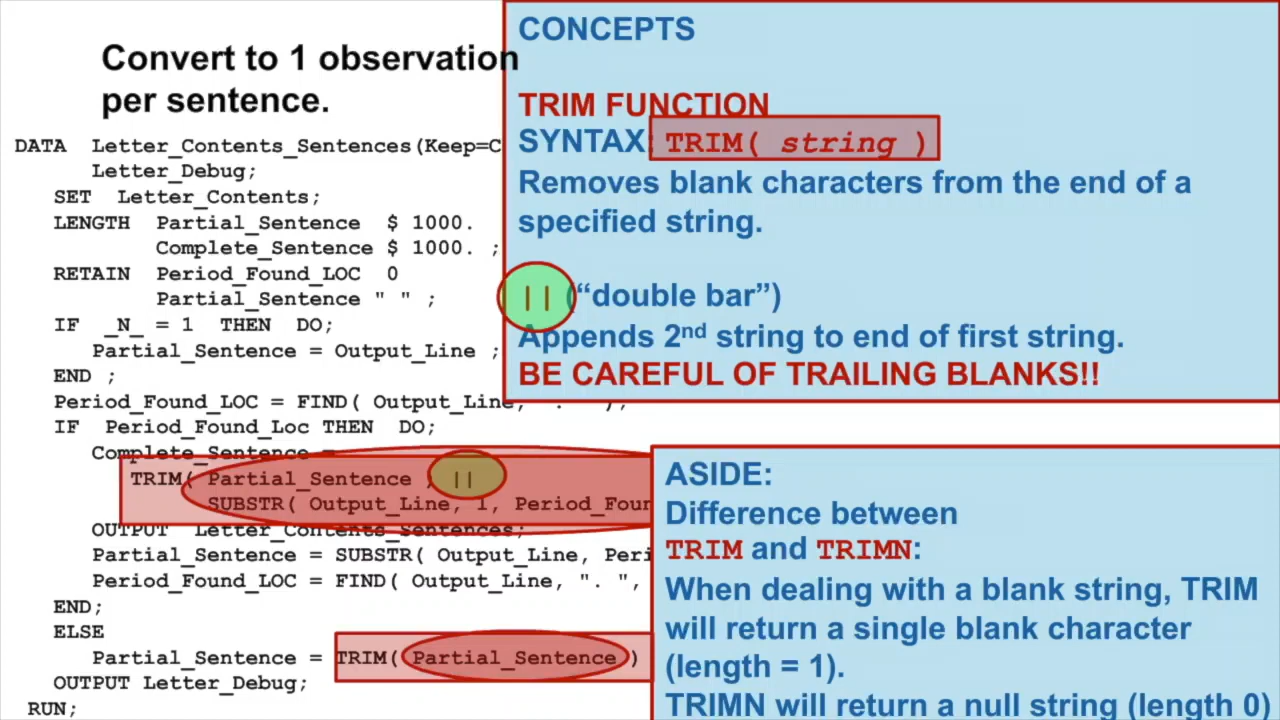 Convert to 1 observation
per sentence.
DATA Letter_Contents_Sentences(Keep=C
Letter_Debug;
SET Letter_Contents;
LENGTH Partial_Sentence $ 1000.
Complete_Sentence $ 1000. ;
RETAIN Period_Found_LOC 0
Partial_Sentence " " ;
IF _N_ = 1 THEN DO;
Partial_Sentence = Output_Line ;
END ;
Period_Found_LOC = FIND( Output_Line, ". " );
IF Period_Found_Loc THEN DO;
Complete_Sentence =
TRIM( Partial_Sentence ) ||
SUBSTR( Output_Line, 1, Period_Foun
OUTPUT Letter_Contents_Sentences;
Partial_Sentence = SUBSTR( Output_Line, Peri
Period_Found_LOC = FIND( Output_Line, ". ",
END;
ELSE
Partial_Sentence = TRIM( Partial_Sentence )
OUTPUT Letter_Debug;
RUN;
CONCEPTS
TRIM FUNCTION
SYNTAX: TRIM( string )
Removes blank characters from the end of a
specified string.
|| (“double bar”)
Appends 2nd string to end of first string.
BE CAREFUL OF TRAILING BLANKS!!
ASIDE:
Difference between
TRIM and TRIMN:
When dealing with a blank string, TRIM
will return a single blank character
(length = 1).
TRIMN will return a null string (length 0)